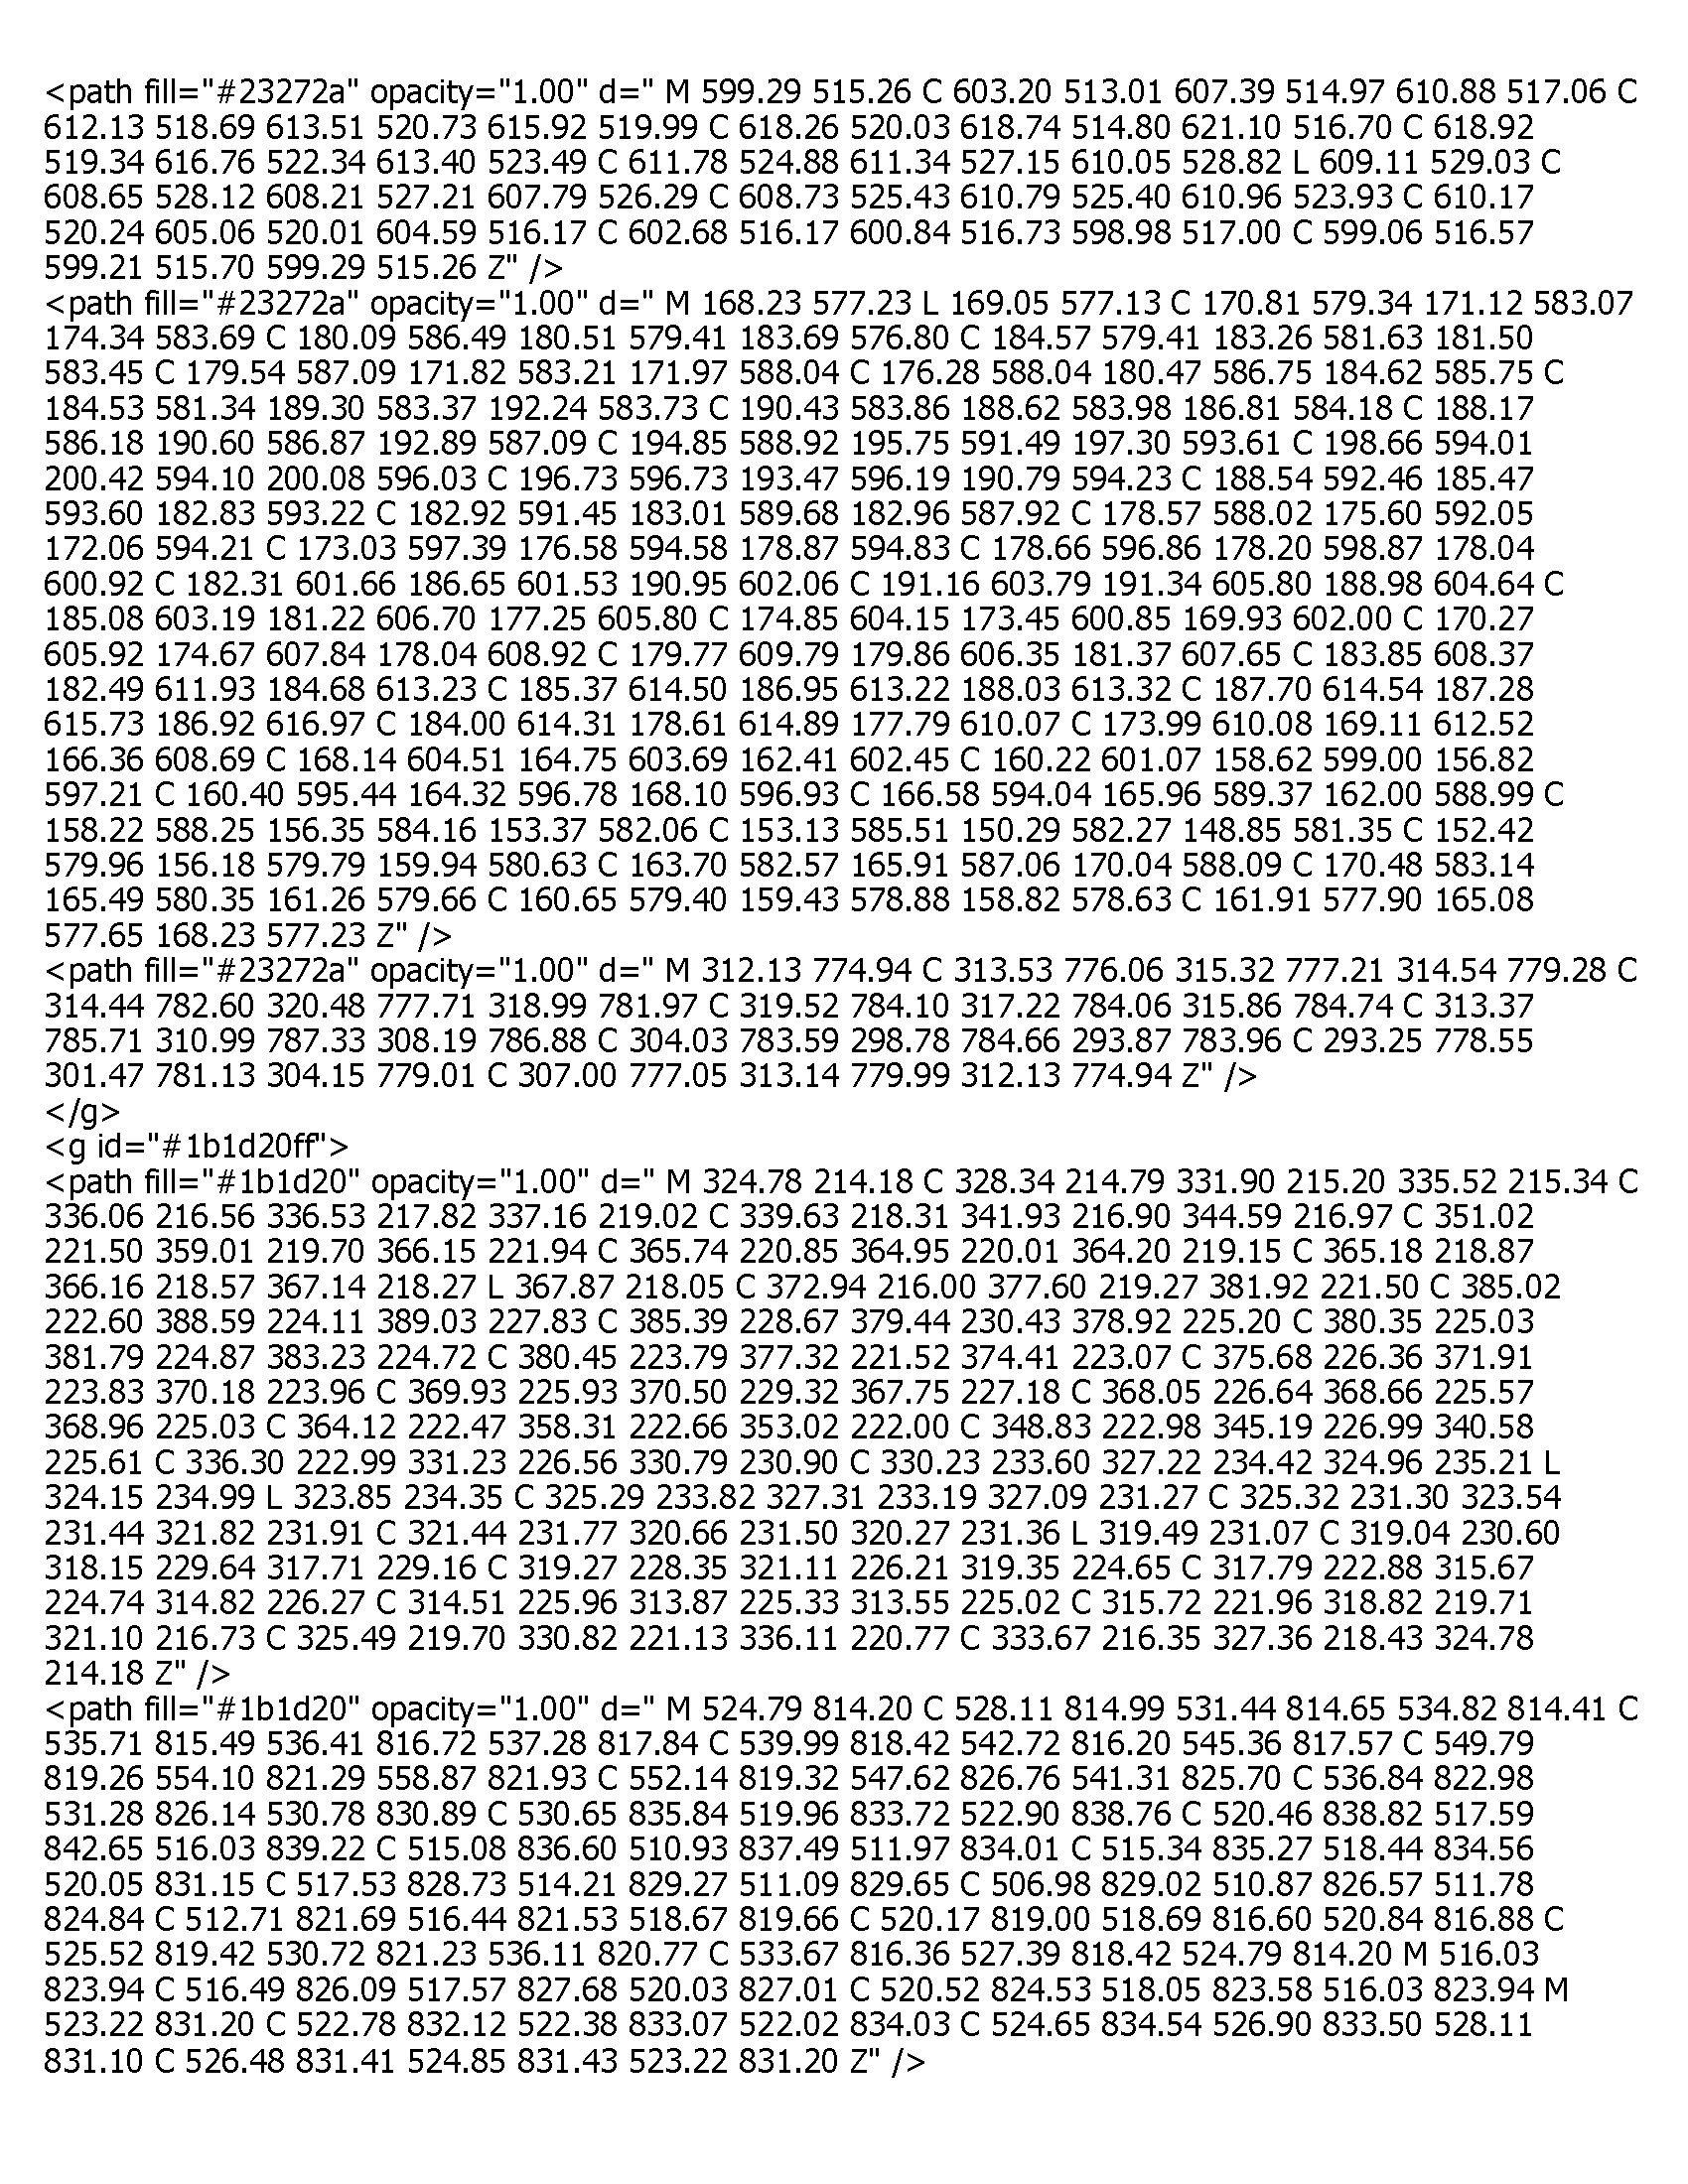 <path fill="#23272a" opacity="1.00" d=" M 599.29 515.26 C 603.20 513.01 607.39 514.97 610.88 517.06 C
612.13 518.69 613.51 520.73 615.92 519.99 C 618.26 520.03 618.74 514.80 621.10 516.70 C 618.92
519.34 616.76 522.34 613.40 523.49 C 611.78 524.88 611.34 527.15 610.05 528.82 L 609.11 529.03 C
608.65 528.12 608.21 527.21 607.79 526.29 C 608.73 525.43 610.79 525.40 610.96 523.93 C 610.17
520.24 605.06 520.01 604.59 516.17 C 602.68 516.17 600.84 516.73 598.98 517.00 C 599.06 516.57
599.21 515.70 599.29 515.26 Z" />
<path fill="#23272a" opacity="1.00" d=" M 168.23 577.23 L 169.05 577.13 C 170.81 579.34 171.12 583.07
174.34 583.69 C 180.09 586.49 180.51 579.41 183.69 576.80 C 184.57 579.41 183.26 581.63 181.50
583.45 C 179.54 587.09 171.82 583.21 171.97 588.04 C 176.28 588.04 180.47 586.75 184.62 585.75 C
184.53 581.34 189.30 583.37 192.24 583.73 C 190.43 583.86 188.62 583.98 186.81 584.18 C 188.17
586.18 190.60 586.87 192.89 587.09 C 194.85 588.92 195.75 591.49 197.30 593.61 C 198.66 594.01
200.42 594.10 200.08 596.03 C 196.73 596.73 193.47 596.19 190.79 594.23 C 188.54 592.46 185.47
593.60 182.83 593.22 C 182.92 591.45 183.01 589.68 182.96 587.92 C 178.57 588.02 175.60 592.05
172.06 594.21 C 173.03 597.39 176.58 594.58 178.87 594.83 C 178.66 596.86 178.20 598.87 178.04
600.92 C 182.31 601.66 186.65 601.53 190.95 602.06 C 191.16 603.79 191.34 605.80 188.98 604.64 C
185.08 603.19 181.22 606.70 177.25 605.80 C 174.85 604.15 173.45 600.85 169.93 602.00 C 170.27
605.92 174.67 607.84 178.04 608.92 C 179.77 609.79 179.86 606.35 181.37 607.65 C 183.85 608.37
182.49 611.93 184.68 613.23 C 185.37 614.50 186.95 613.22 188.03 613.32 C 187.70 614.54 187.28
615.73 186.92 616.97 C 184.00 614.31 178.61 614.89 177.79 610.07 C 173.99 610.08 169.11 612.52
166.36 608.69 C 168.14 604.51 164.75 603.69 162.41 602.45 C 160.22 601.07 158.62 599.00 156.82
597.21 C 160.40 595.44 164.32 596.78 168.10 596.93 C 166.58 594.04 165.96 589.37 162.00 588.99 C
158.22 588.25 156.35 584.16 153.37 582.06 C 153.13 585.51 150.29 582.27 148.85 581.35 C 152.42
579.96 156.18 579.79 159.94 580.63 C 163.70 582.57 165.91 587.06 170.04 588.09 C 170.48 583.14
165.49 580.35 161.26 579.66 C 160.65 579.40 159.43 578.88 158.82 578.63 C 161.91 577.90 165.08
577.65 168.23 577.23 Z" />
<path fill="#23272a" opacity="1.00" d=" M 312.13 774.94 C 313.53 776.06 315.32 777.21 314.54 779.28 C
314.44 782.60 320.48 777.71 318.99 781.97 C 319.52 784.10 317.22 784.06 315.86 784.74 C 313.37
785.71 310.99 787.33 308.19 786.88 C 304.03 783.59 298.78 784.66 293.87 783.96 C 293.25 778.55
301.47 781.13 304.15 779.01 C 307.00 777.05 313.14 779.99 312.13 774.94 Z" />
</g>
<g id="#1b1d20ff">
<path fill="#1b1d20" opacity="1.00" d=" M 324.78 214.18 C 328.34 214.79 331.90 215.20 335.52 215.34 C
336.06 216.56 336.53 217.82 337.16 219.02 C 339.63 218.31 341.93 216.90 344.59 216.97 C 351.02
221.50 359.01 219.70 366.15 221.94 C 365.74 220.85 364.95 220.01 364.20 219.15 C 365.18 218.87
366.16 218.57 367.14 218.27 L 367.87 218.05 C 372.94 216.00 377.60 219.27 381.92 221.50 C 385.02
222.60 388.59 224.11 389.03 227.83 C 385.39 228.67 379.44 230.43 378.92 225.20 C 380.35 225.03
381.79 224.87 383.23 224.72 C 380.45 223.79 377.32 221.52 374.41 223.07 C 375.68 226.36 371.91
223.83 370.18 223.96 C 369.93 225.93 370.50 229.32 367.75 227.18 C 368.05 226.64 368.66 225.57
368.96 225.03 C 364.12 222.47 358.31 222.66 353.02 222.00 C 348.83 222.98 345.19 226.99 340.58
225.61 C 336.30 222.99 331.23 226.56 330.79 230.90 C 330.23 233.60 327.22 234.42 324.96 235.21 L
324.15 234.99 L 323.85 234.35 C 325.29 233.82 327.31 233.19 327.09 231.27 C 325.32 231.30 323.54
231.44 321.82 231.91 C 321.44 231.77 320.66 231.50 320.27 231.36 L 319.49 231.07 C 319.04 230.60
318.15 229.64 317.71 229.16 C 319.27 228.35 321.11 226.21 319.35 224.65 C 317.79 222.88 315.67
224.74 314.82 226.27 C 314.51 225.96 313.87 225.33 313.55 225.02 C 315.72 221.96 318.82 219.71
321.10 216.73 C 325.49 219.70 330.82 221.13 336.11 220.77 C 333.67 216.35 327.36 218.43 324.78
214.18 Z" />
<path fill="#1b1d20" opacity="1.00" d=" M 524.79 814.20 C 528.11 814.99 531.44 814.65 534.82 814.41 C
535.71 815.49 536.41 816.72 537.28 817.84 C 539.99 818.42 542.72 816.20 545.36 817.57 C 549.79
819.26 554.10 821.29 558.87 821.93 C 552.14 819.32 547.62 826.76 541.31 825.70 C 536.84 822.98
531.28 826.14 530.78 830.89 C 530.65 835.84 519.96 833.72 522.90 838.76 C 520.46 838.82 517.59
842.65 516.03 839.22 C 515.08 836.60 510.93 837.49 511.97 834.01 C 515.34 835.27 518.44 834.56
520.05 831.15 C 517.53 828.73 514.21 829.27 511.09 829.65 C 506.98 829.02 510.87 826.57 511.78
824.84 C 512.71 821.69 516.44 821.53 518.67 819.66 C 520.17 819.00 518.69 816.60 520.84 816.88 C
525.52 819.42 530.72 821.23 536.11 820.77 C 533.67 816.36 527.39 818.42 524.79 814.20 M 516.03
823.94 C 516.49 826.09 517.57 827.68 520.03 827.01 C 520.52 824.53 518.05 823.58 516.03 823.94 M
523.22 831.20 C 522.78 832.12 522.38 833.07 522.02 834.03 C 524.65 834.54 526.90 833.50 528.11
831.10 C 526.48 831.41 524.85 831.43 523.22 831.20 Z" />